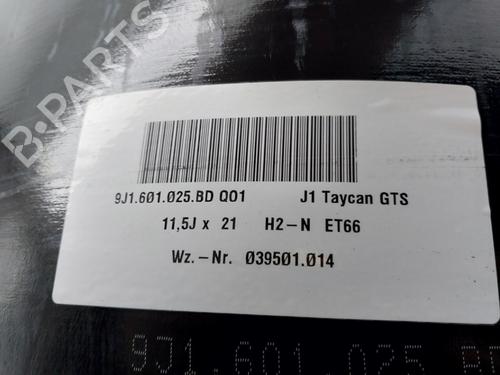 B-PARTS
9J1.601.025.BD Q01 J1 Taycan GTS
11,5J x 21 H2-N ET66
Wz.-Nr. 039501.014
9J1.601.025